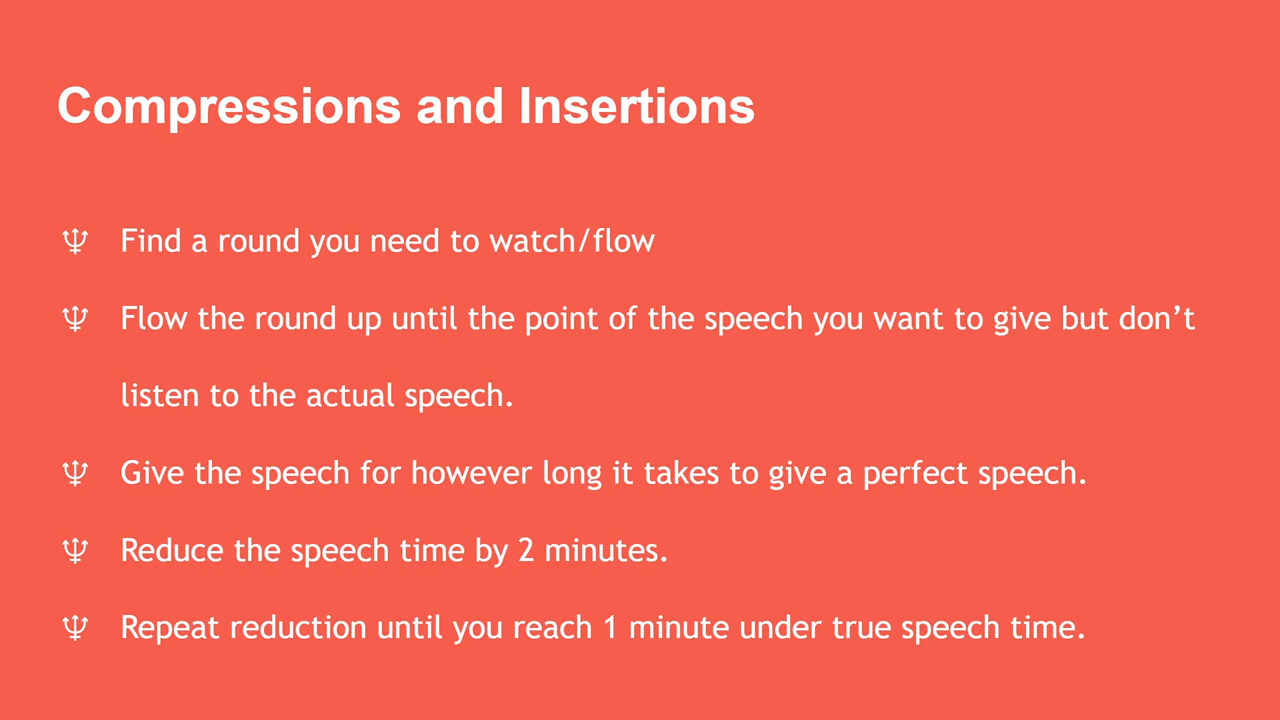 Compressions and Insertions
♆ Find a round you need to watch/flow
♆ Flow the round up until the point of the speech you want to give but don’t
listen to the actual speech.
♆ Give the speech for however long it takes to give a perfect speech.
♆ Reduce the speech time by 2 minutes.
♆ Repeat reduction until you reach 1 minute under true speech time.